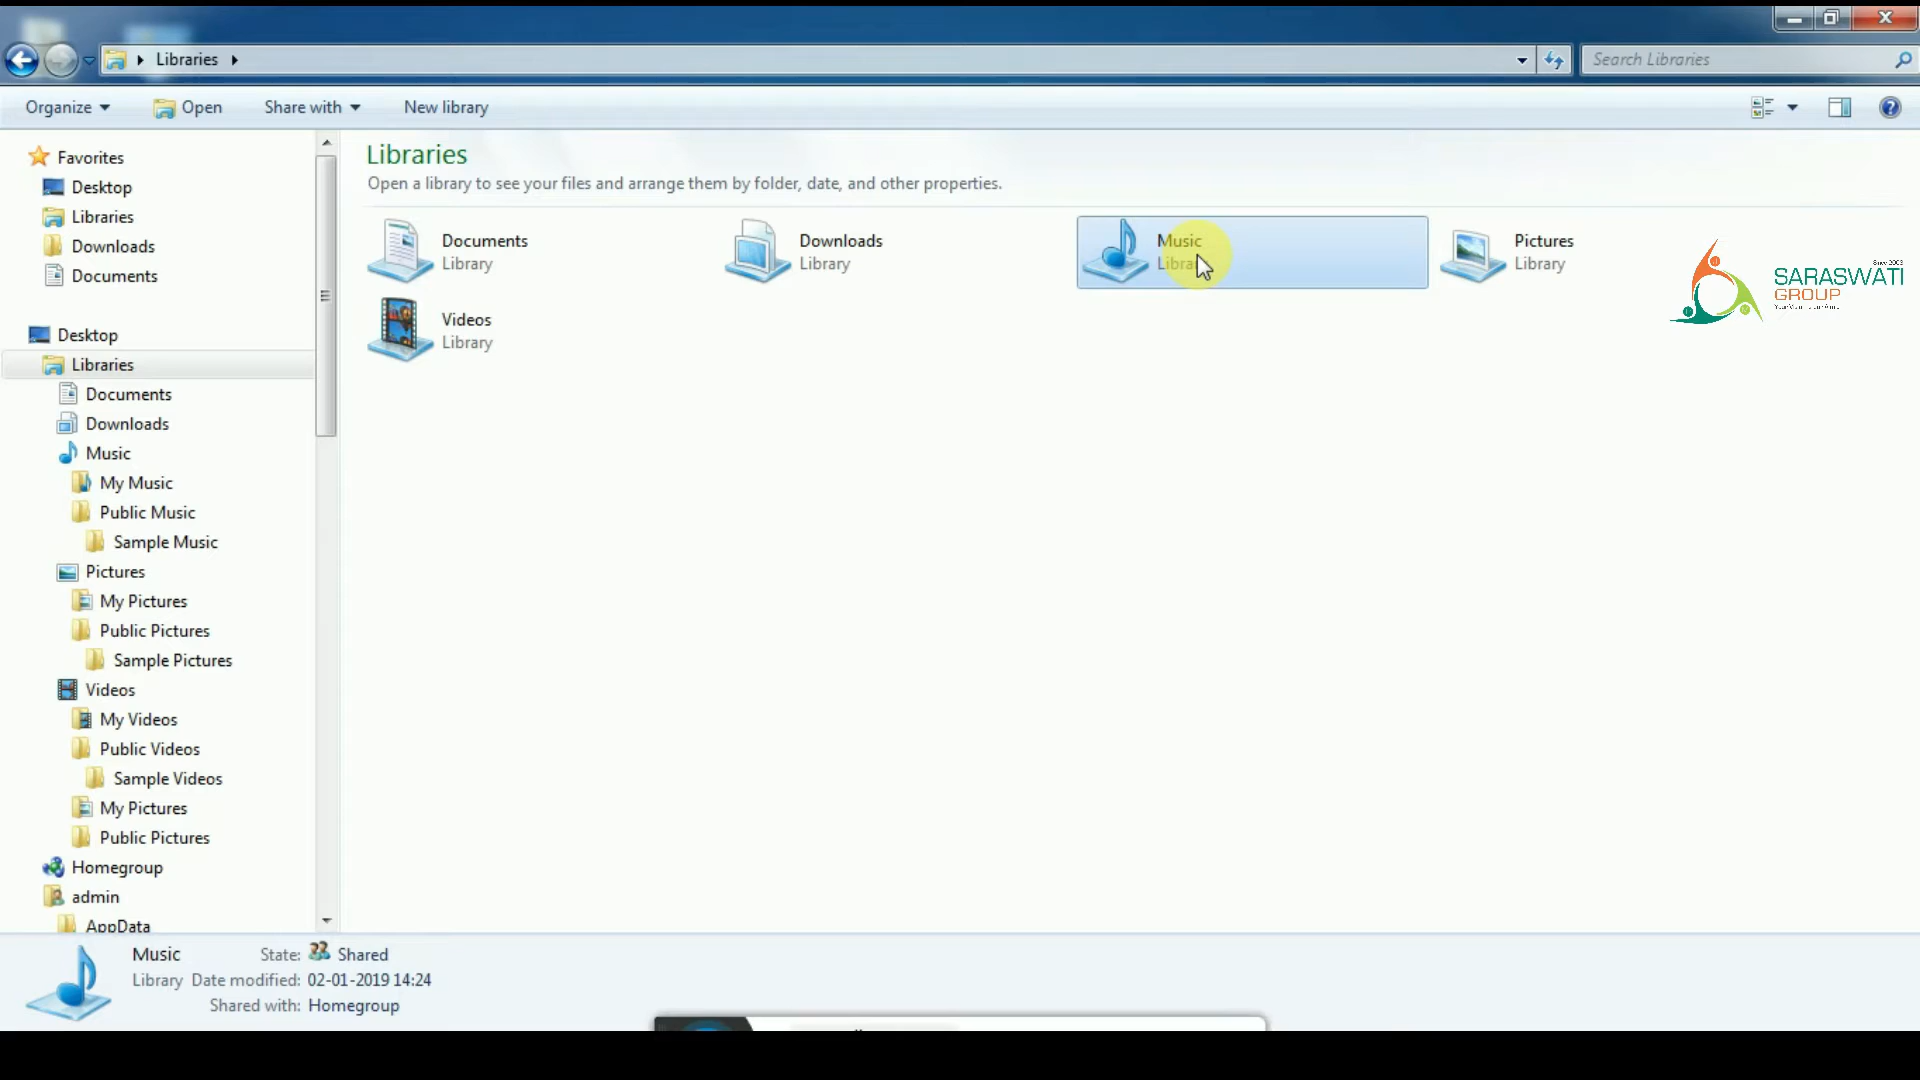 Libraries
Search Libraries
Organize
Open
Share with
New library
Favorites
Desktop
Libraries
Downloads
Documents
Desktop
Libraries
Documents
Downloads
Music
My Music
Public Music
Sample Music
Pictures
My Pictures
Public Pictures
Sample Pictures
Videos
My Videos
Public Videos
Sample Videos
My Pictures
Public Pictures
Homegroup
admin
AppData
Libraries
Open a library to see your files and arrange them by folder, date, and other properties.
Documents
Library
Downloads
Library
Music
Library
Pictures
Library
Videos
Library
Since 2003
SARASWATI
GROUP
Music
State: Shared
Library Date modified: 02-01-2019 14:24
Shared with: Homegroup